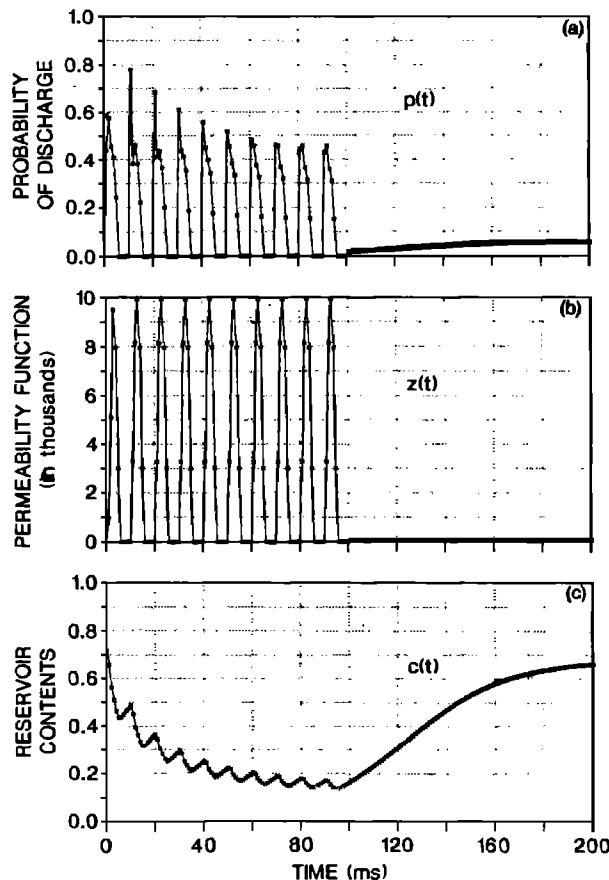 (a)
PROBABILITY
OF DISCHARGE
1.0
0.8
0.6
0.4
0.2
0.0
p(t)
(b)
PERMEABILITY FUNCTION
(in thousands)
10
8
6
4
2
0
z(t)
(c)
RESERVOIR
CONTENTS
1.0
0.8
0.6
0.4
0.2
0.0
c(t)
0 40 80 120 160 200
TIME (ms)